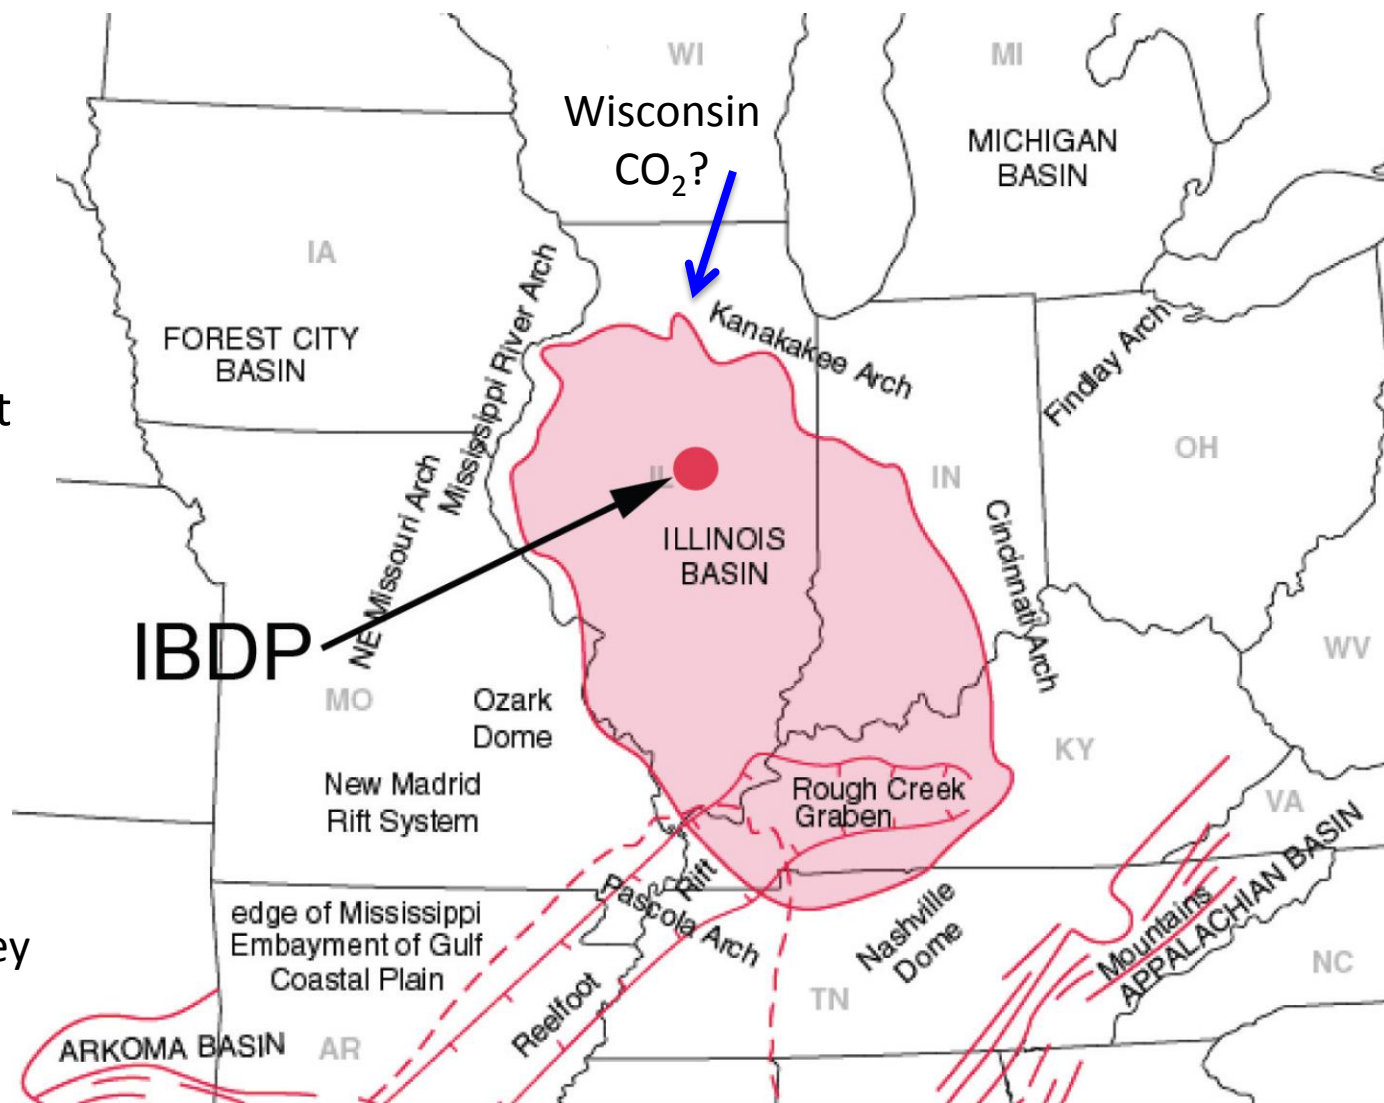 WI
MI
Wisconsin
CO₂?
MICHIGAN
BASIN
IA
Mississippi River Arch
Kanakakee Arch
Findlay Arch
FOREST CITY
BASIN
t
OH
IL
IN
NE Missouri Arch
Cincinnati Arch
ILLINOIS
BASIN
IBDP
WV
MO
Ozark
Dome
KY
New Madrid
Rift System
Rough Creek
Graben
VA
Rift
Pascola Arch
edge of Mississippi
Embayment of Gulf
Coastal Plain
Nashville
Dome
Mountains
APPALACHIAN BASIN
ey
NC
TN
Reelfoot
ARKOMA BASIN
AR